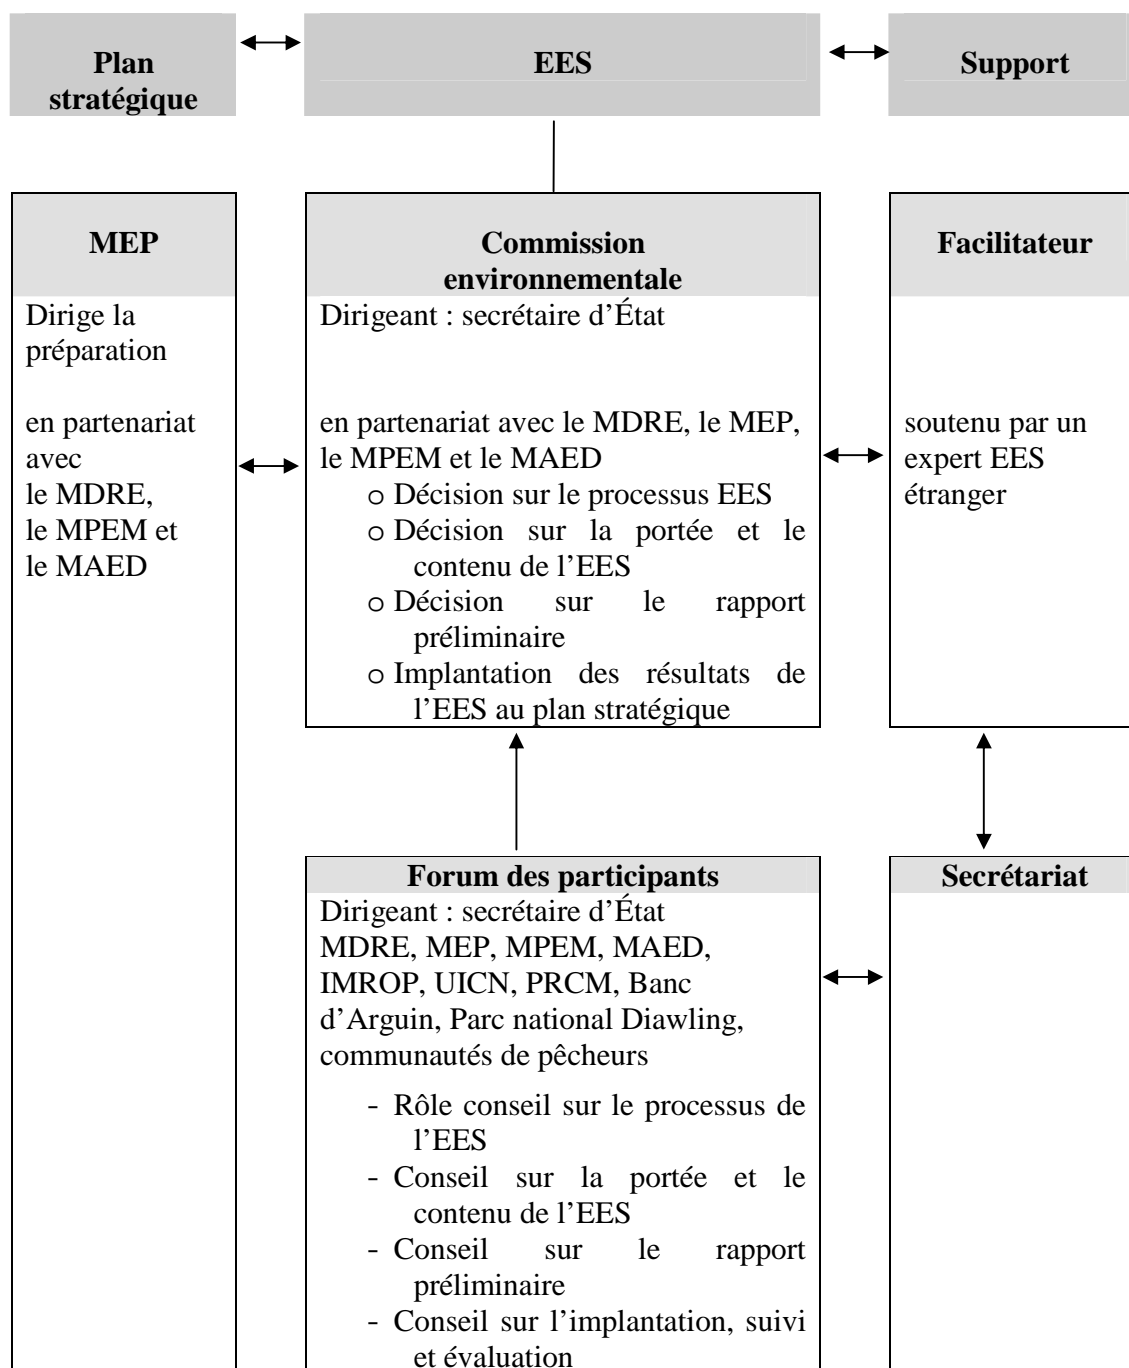 Plan
stratégique
EES
Support
MEP
Dirige la
préparation
en partenariat
avec
le MDRE,
le MPEM et
le MAED
Commission
environnementale
Dirigeant : secrétaire d’État
en partenariat avec le MDRE, le MEP,
le MPEM et le MAED
o Décision sur le processus EES
o Décision sur la portée et le
contenu de l’EES
o Décision sur le rapport
préliminaire
o Implantation des résultats de
l’EES au plan stratégique
Facilitateur
soutenu par un
expert EES
étranger
Forum des participants
Dirigeant : secrétaire d’État
MDRE, MEP, MPEM, MAED,
IMROP, UICN, PRCM, Banc
d’Arguin, Parc national Diawling,
communautés de pêcheurs
- Rôle conseil sur le processus de
l’EES
- Conseil sur la portée et le
contenu de l’EES
- Conseil sur le rapport
préliminaire
- Conseil sur l’implantation, suivi
et évaluation
Secrétariat